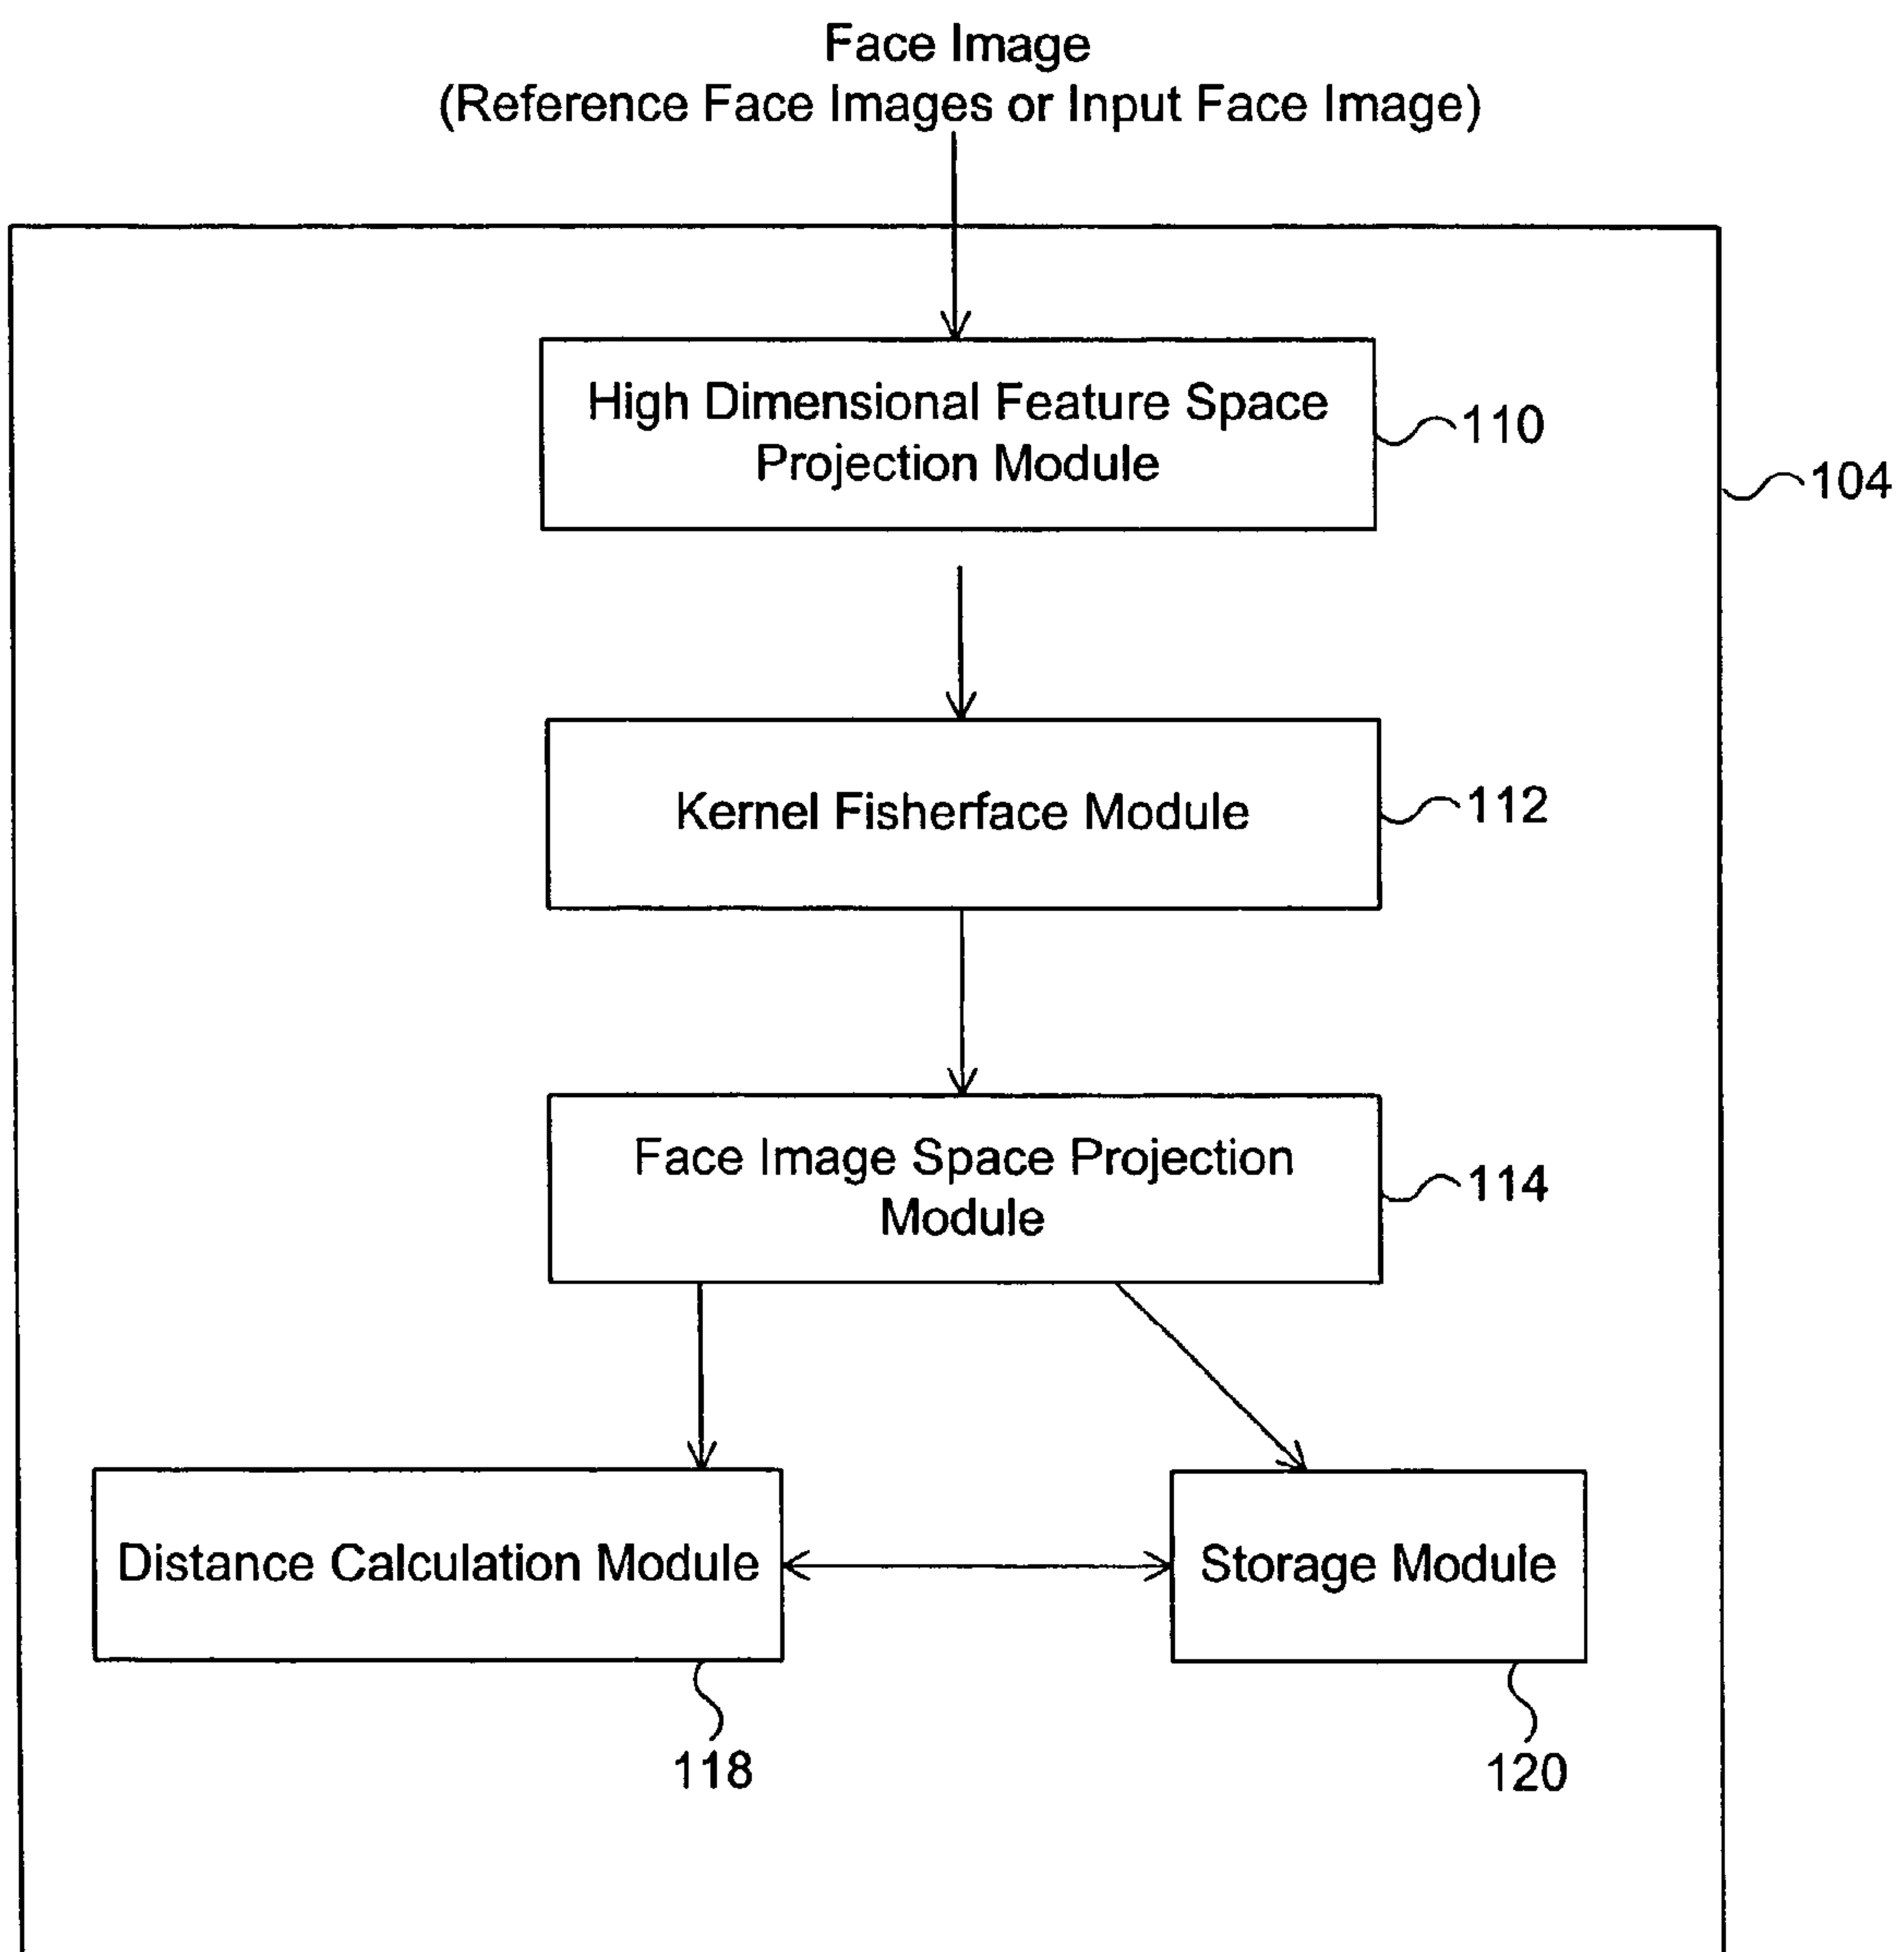 Face Image
(Reference Face Images or Input Face Image)
High Dimensional Feature Space
Projection Module
110
104
Kernel Fisherface Module
112
Face Image Space Projection
Module
114
Distance Calculation Module
Storage Module
118
120